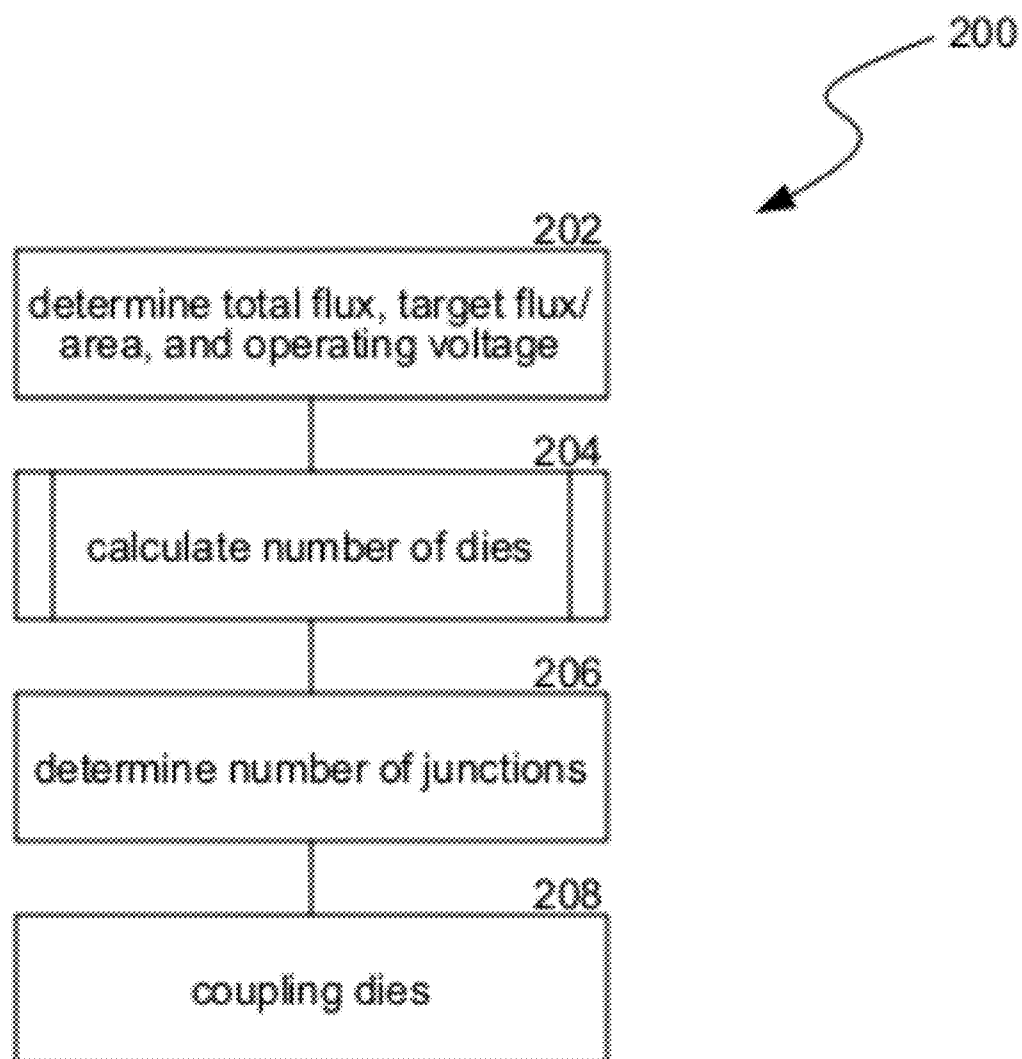 200
202
determine total flux, target flux/
area, and operating voltage
204
calculate number of dies
206
determine number of junctions
208
coupling dies